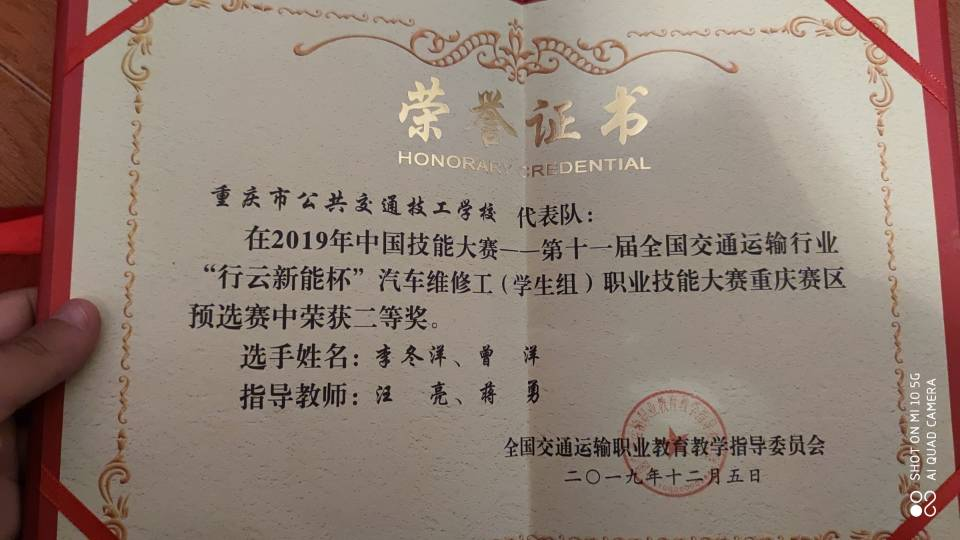 荣誉证书
HONORARY CREDENTIAL
重庆市公共交通技工学校 代表队：
在2019年中国技能大赛——第十一届全国交通运输行业
“行云新能杯”汽车维修工（学生组）职业技能大赛重庆赛区
预选赛中荣获二等奖。
选手姓名：李冬洋、曾 洋
指导教师：汪 亮、蒋 勇
全国交通运输职业教育教学指导委员会
二〇一九年十二月五日
SHOT ON MI 10 5G
AI QUAD CAMERA